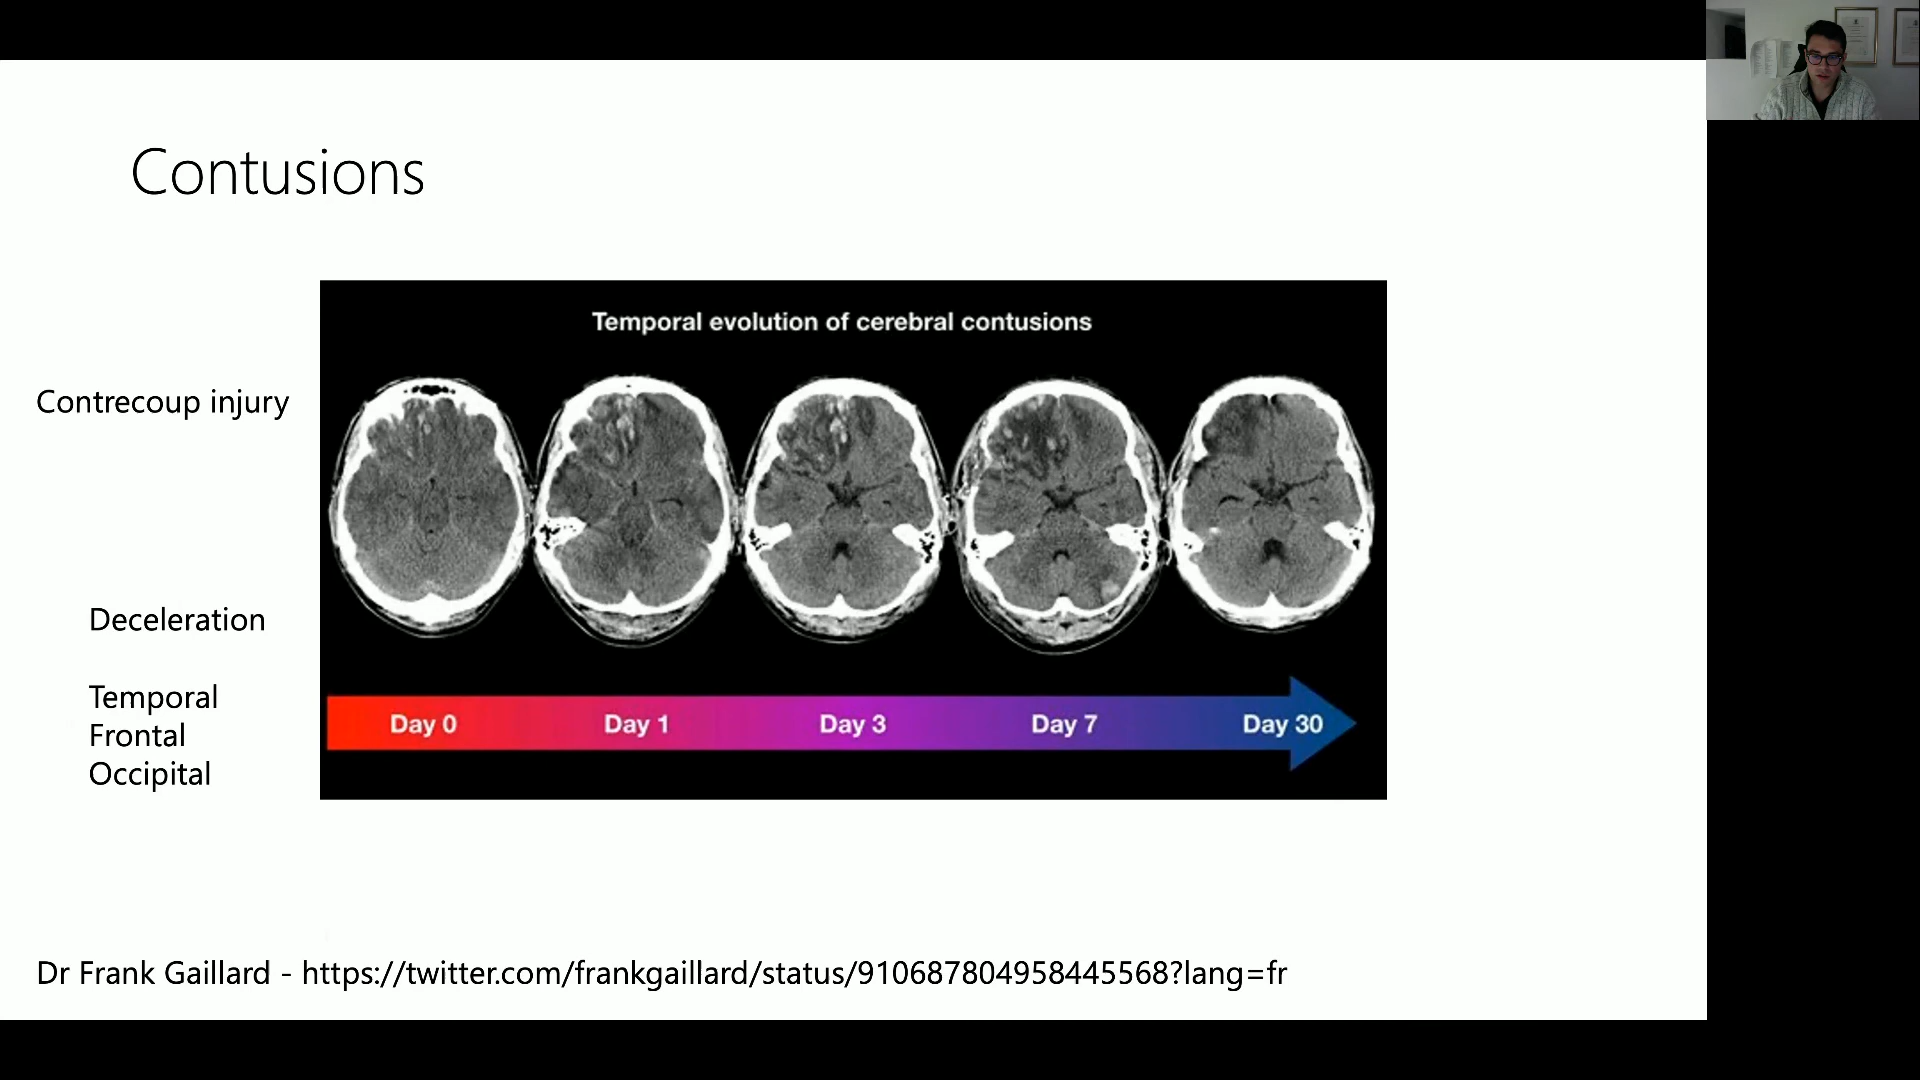 Contusions
Temporal evolution of cerebral contusions
Contrecoup injury
Deceleration
Temporal
Frontal
Occipital
Day 0
Day 1
Day 3
Day 7
Day 30
Dr Frank Gaillard - https://twitter.com/frankgaillard/status/910687804958445568?lang=fr